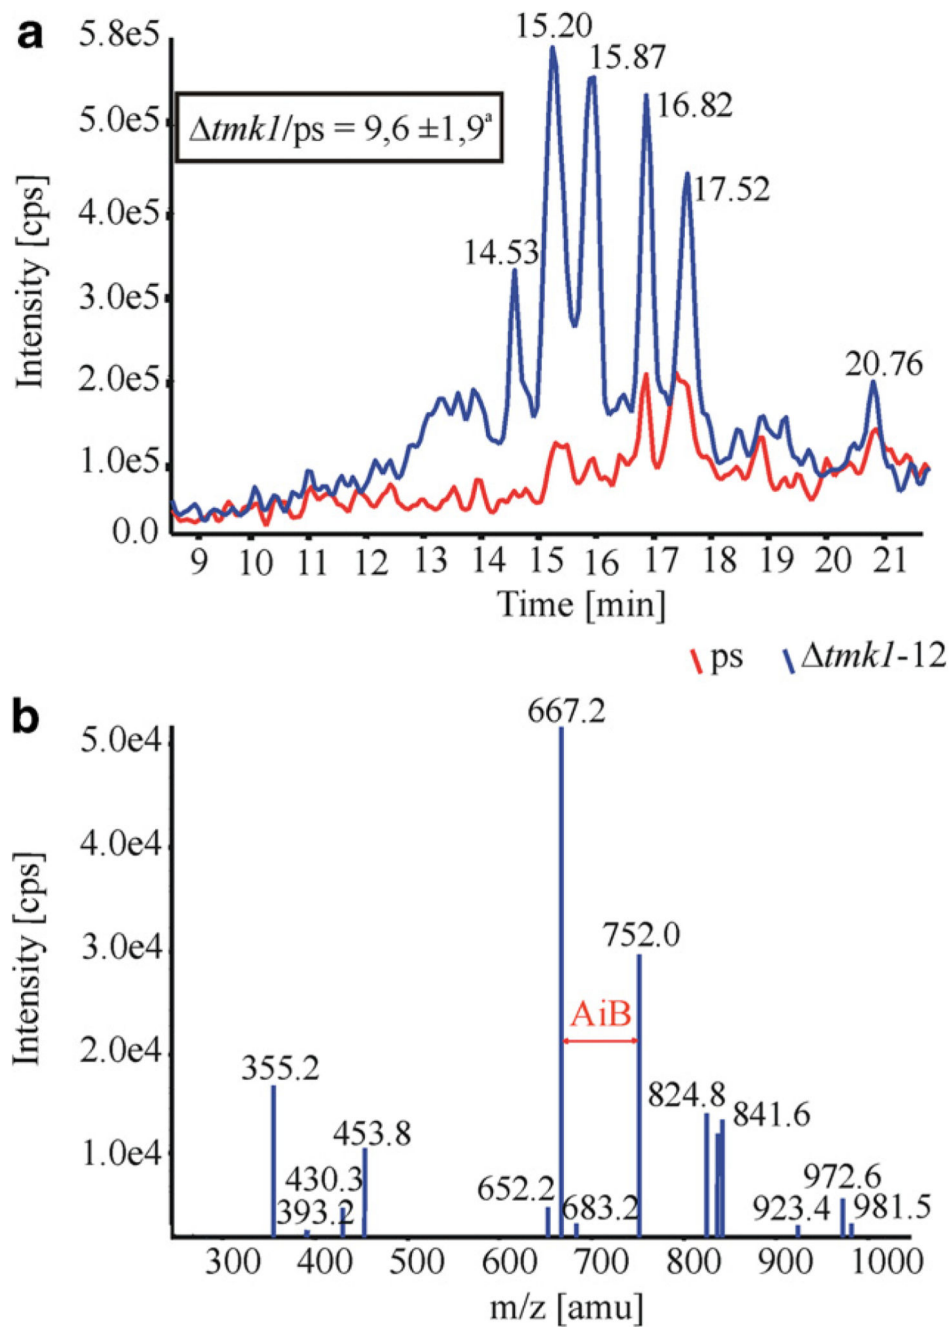 a
5.8e5
5.0e5
4.0e5
3.0e5
2.0e5
1.0e5
0.0
Intensity [cps]
Δtmk1/ps = 9,6 ±1,9ª
14.53
15.20
15.87
16.82
17.52
20.76
9 10 11 12 13 14 15 16 17 18 19 20 21
Time [min]
ps Δtmk1-12
b
5.0e4
4.0e4
3.0e4
2.0e4
1.0e4
Intensity [cps]
667.2
752.0
AiB
355.2
824.8
841.6
453.8
430.3
393.2
652.2
683.2
972.6
923.4
981.5
300 400 500 600 700 800 900 1000
m/z [amu]